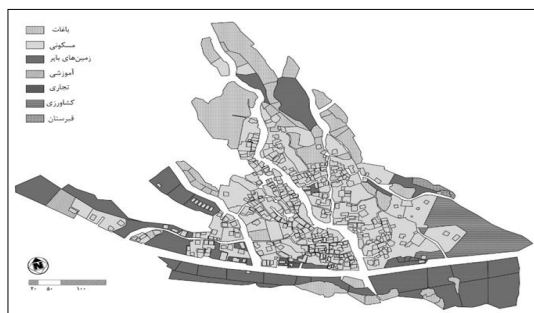 باغات
مسکونی
زمین‌های بایر
آموزشی
تجاری
کشاورزی
قبرستان
N
۲۰ ۵۰ ۱۰۰